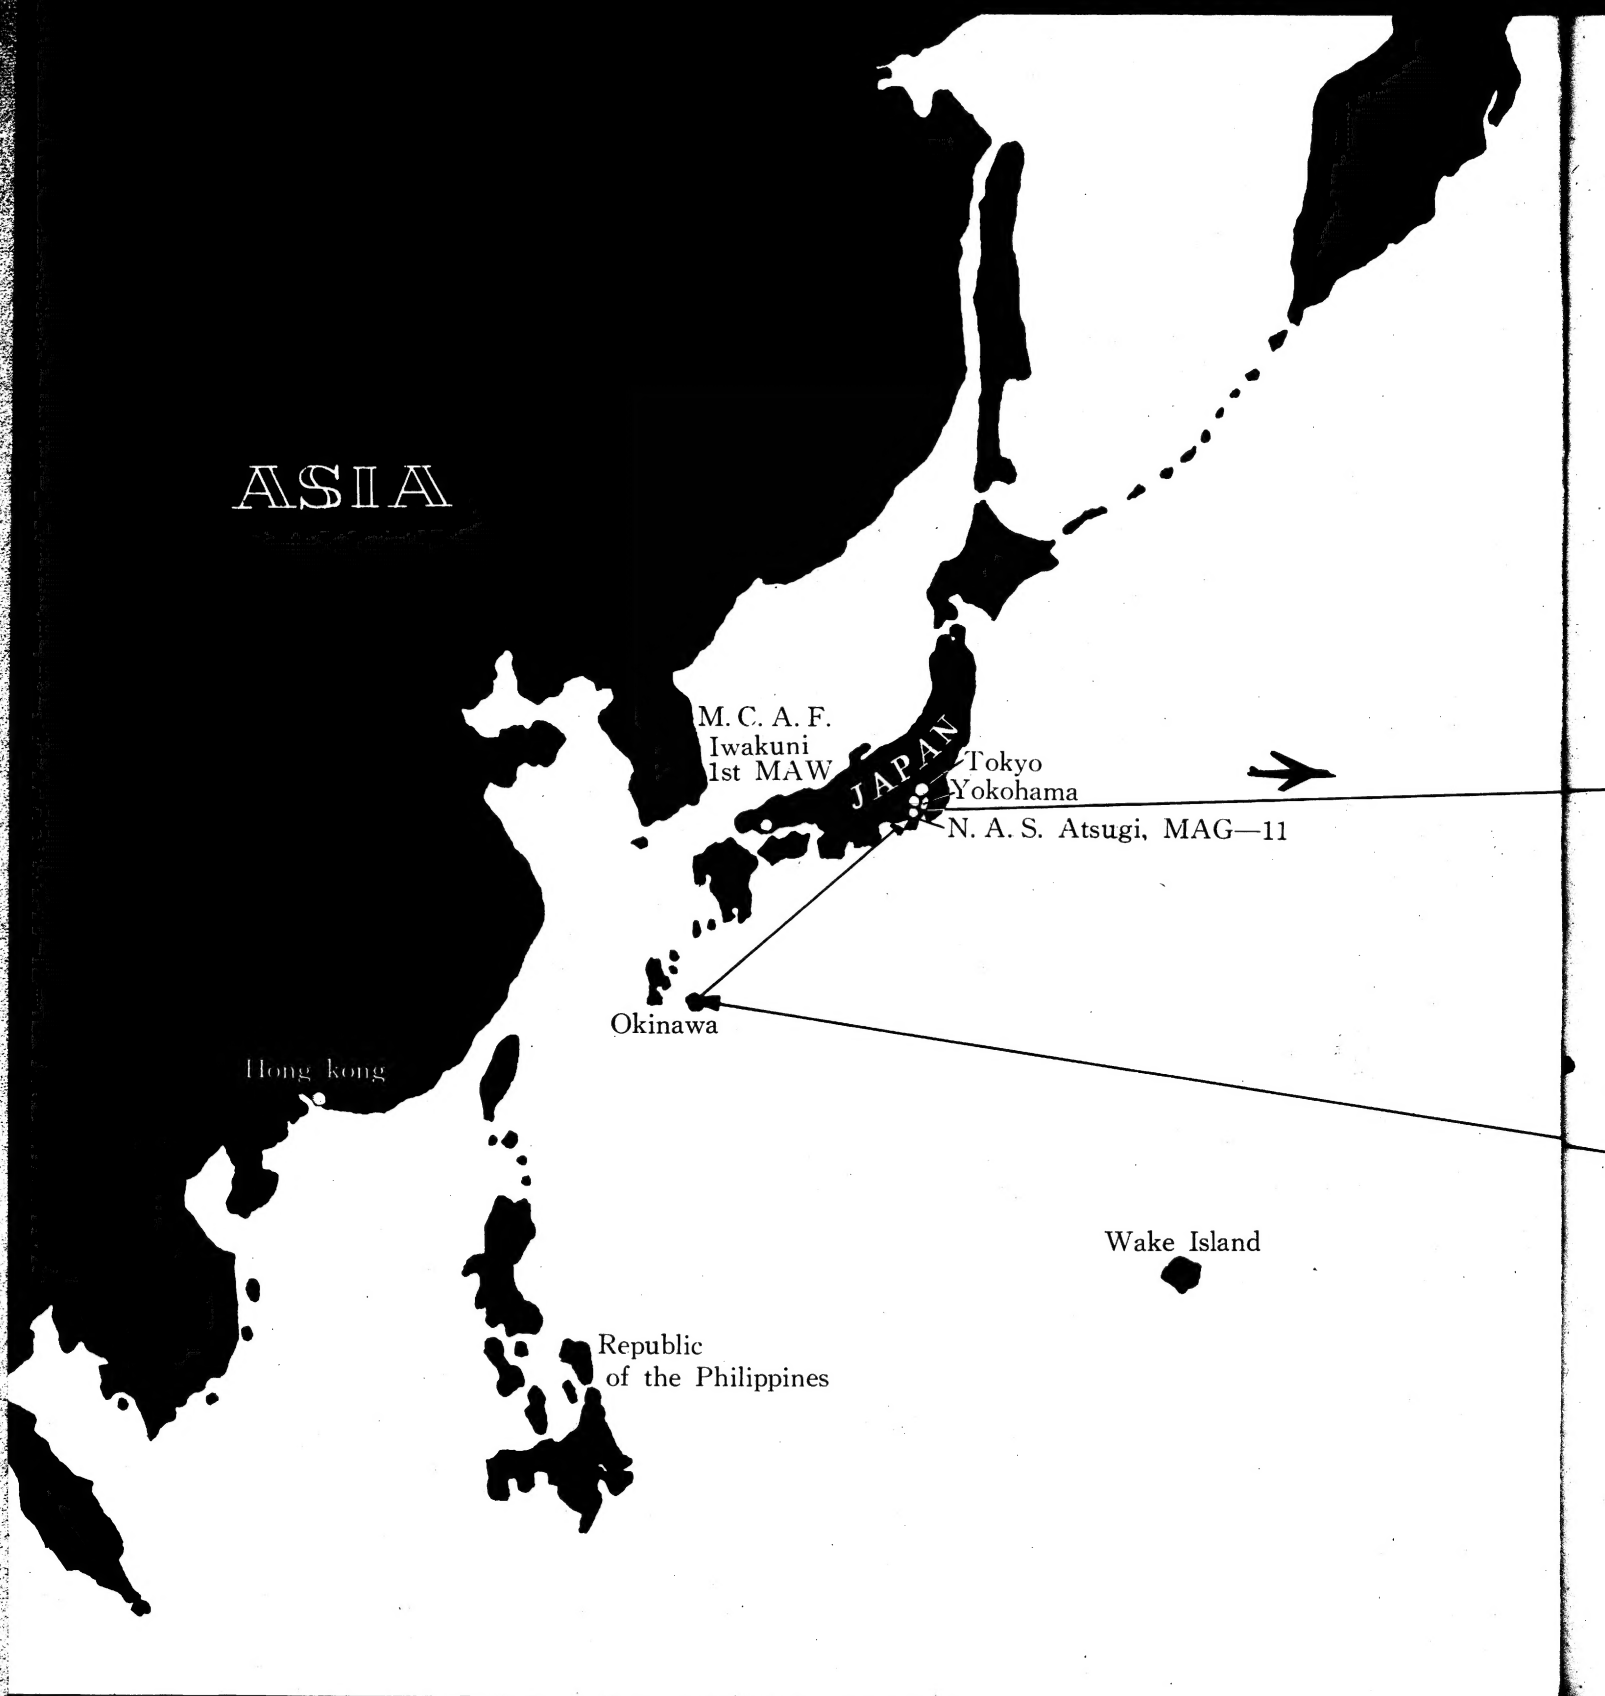 ASIA
M. C. A. F.
Iwakuni
1st MAW
JAPAN
Tokyo
Yokohama
N. A. S. Atsugi, MAG—11
Okinawa
Hong kong
Wake Island
Republic
of the Philippines